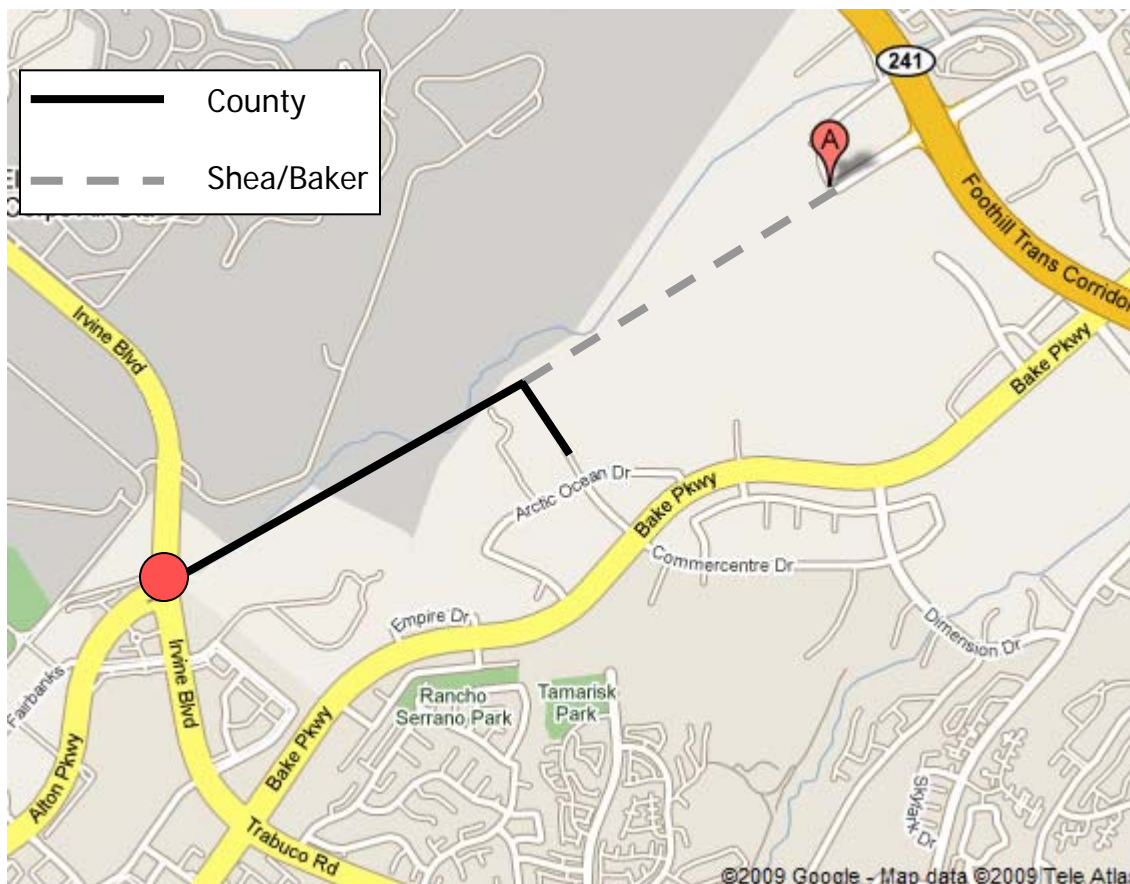 County
Shea/Baker
241
A
Foothill Trans Corridor
Irvine Blvd
Bake Pkwy
Arctic Ocean Dr
Bake Pkwy
Commercentre Dr
Empire Dr
Dimension Dr
Irvine Blvd
Fairbanks
Rancho
Serrano Park
Tamarisk
Park
Bake Pkwy
Alton Pkwy
Skylark Dr
Trabuco Rd
©2009 Google - Map data ©2009 Tele Atlas